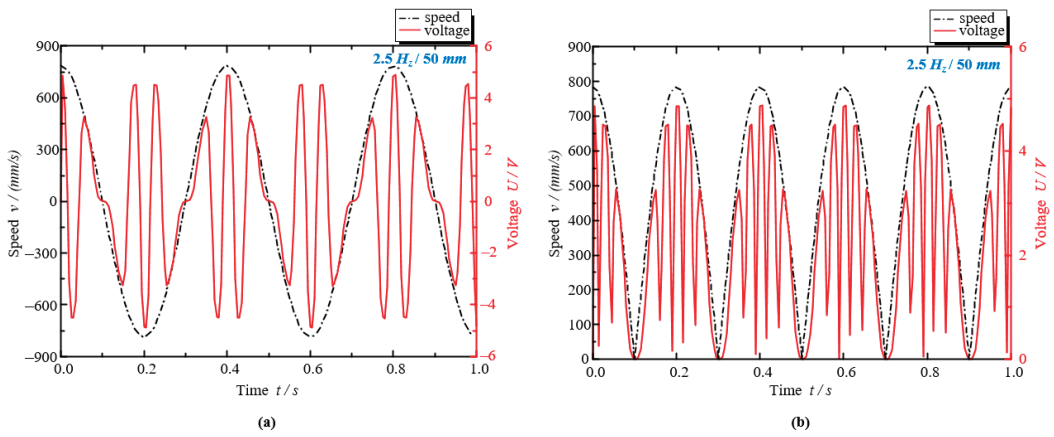 speed
voltage
2.5 Hz / 50 mm
900
600
300
0
−300
−600
−900
Speed v / (mm/s)
6
4
2
0
−2
−4
−6
Voltage U / V
0.0 0.2 0.4 0.6 0.8 1.0
Time t / s
(a)
speed
voltage
2.5 Hz / 50 mm
900
800
700
600
500
400
300
200
100
0
Speed v / (mm/s)
6
4
2
0
Voltage U / V
0.0 0.2 0.4 0.6 0.8 1.0
Time t / s
(b)